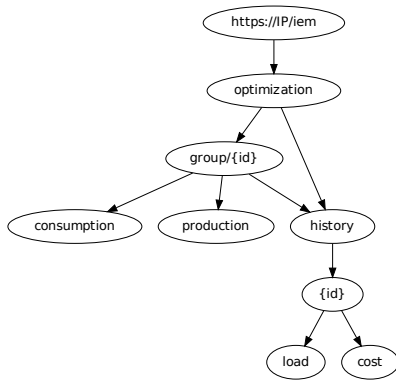 https://IP/iem
optimization
group/{id}
consumption
production
history
{id}
load
cost